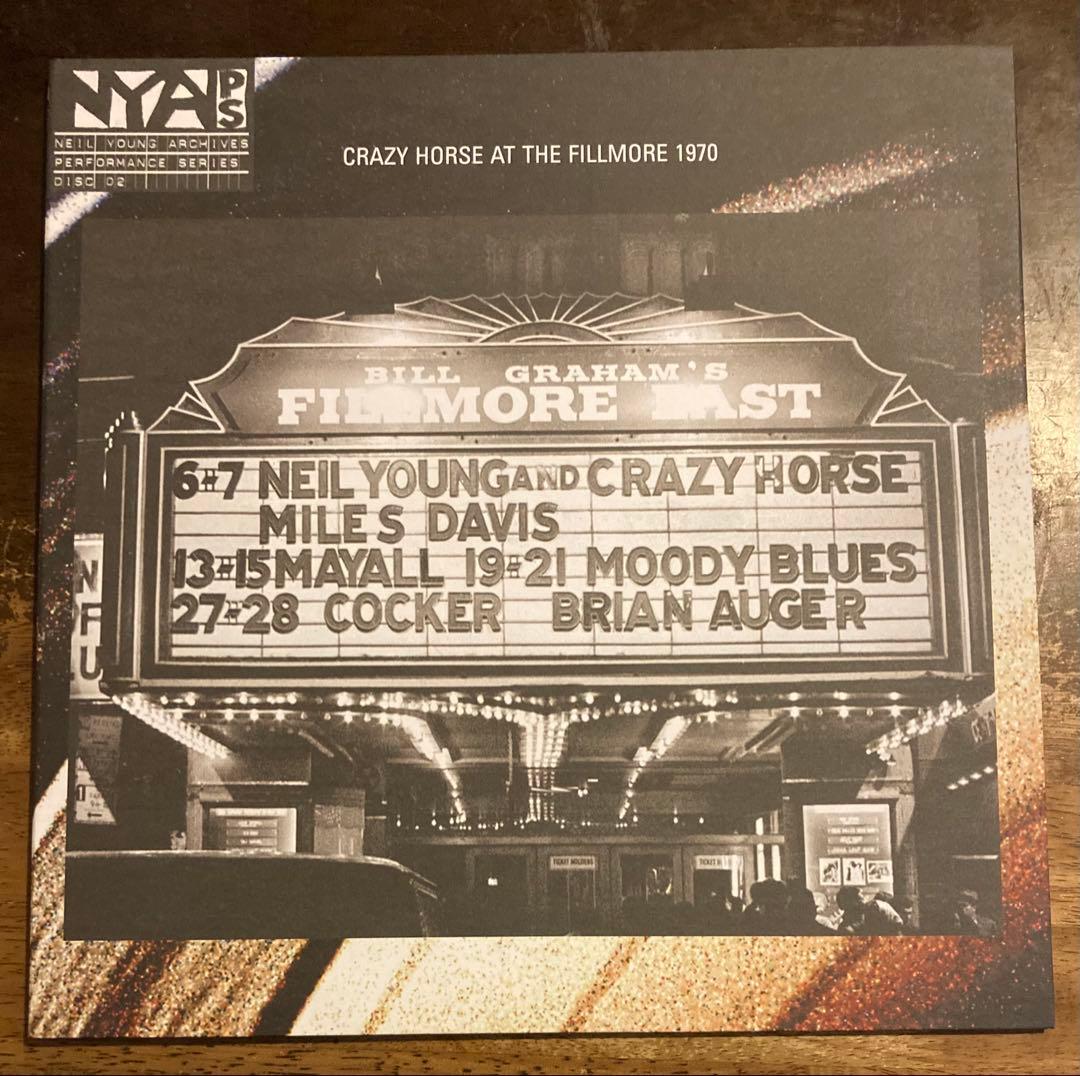 NYA PS
NEIL YOUNG ARCHIVES
PERFORMANCE SERIES
DISC 02
CRAZY HORSE AT THE FILLMORE 1970
BILL GRAHAM'S
FILLMORE EAST
6#7 NEIL YOUNG AND CRAZY HORSE
MILES DAVIS
13#15 MAYALL 19#21 MOODY BLUES
27#28 COCKER BRIAN AUGER
N
F
U
TICKET HOLDERS